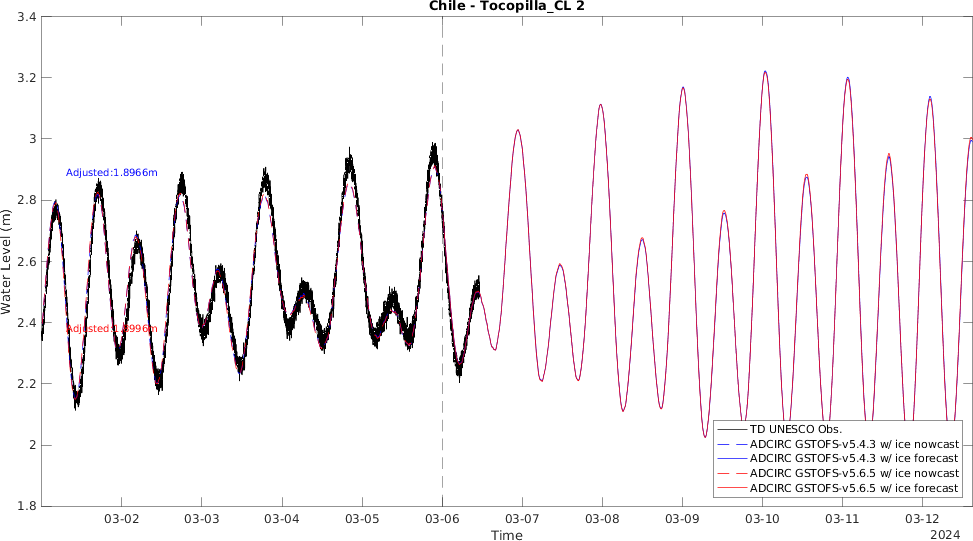 Chile - Tocopilla_CL 2
3.4
3.2
3
2.8
2.6
2.4
2.2
2
1.8
Water Level (m)
Adjusted:1.8966m
Adjusted:1.8996m
TD UNESCO Obs.
ADCIRC GSTOFS-v5.4.3 w/ ice nowcast
ADCIRC GSTOFS-v5.4.3 w/ ice forecast
ADCIRC GSTOFS-v5.6.5 w/ ice nowcast
ADCIRC GSTOFS-v5.6.5 w/ ice forecast
03-02 03-03 03-04 03-05 03-06 03-07 03-08 03-09 03-10 03-11 03-12
Time
2024